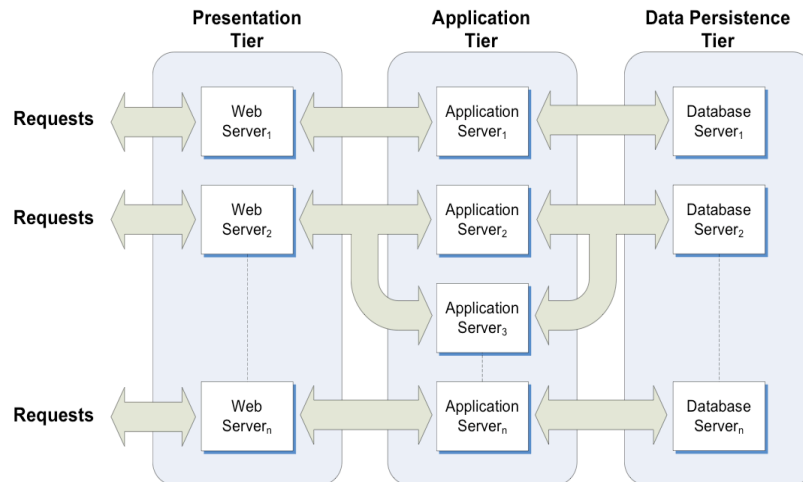 Presentation
Tier
Application
Tier
Data Persistence
Tier
Requests
Web
Server₁
Application
Server₁
Database
Server₁
Requests
Web
Server₂
Application
Server₂
Database
Server₂
Application
Server₃
Requests
Web
Serverₙ
Application
Serverₙ
Database
Serverₙ